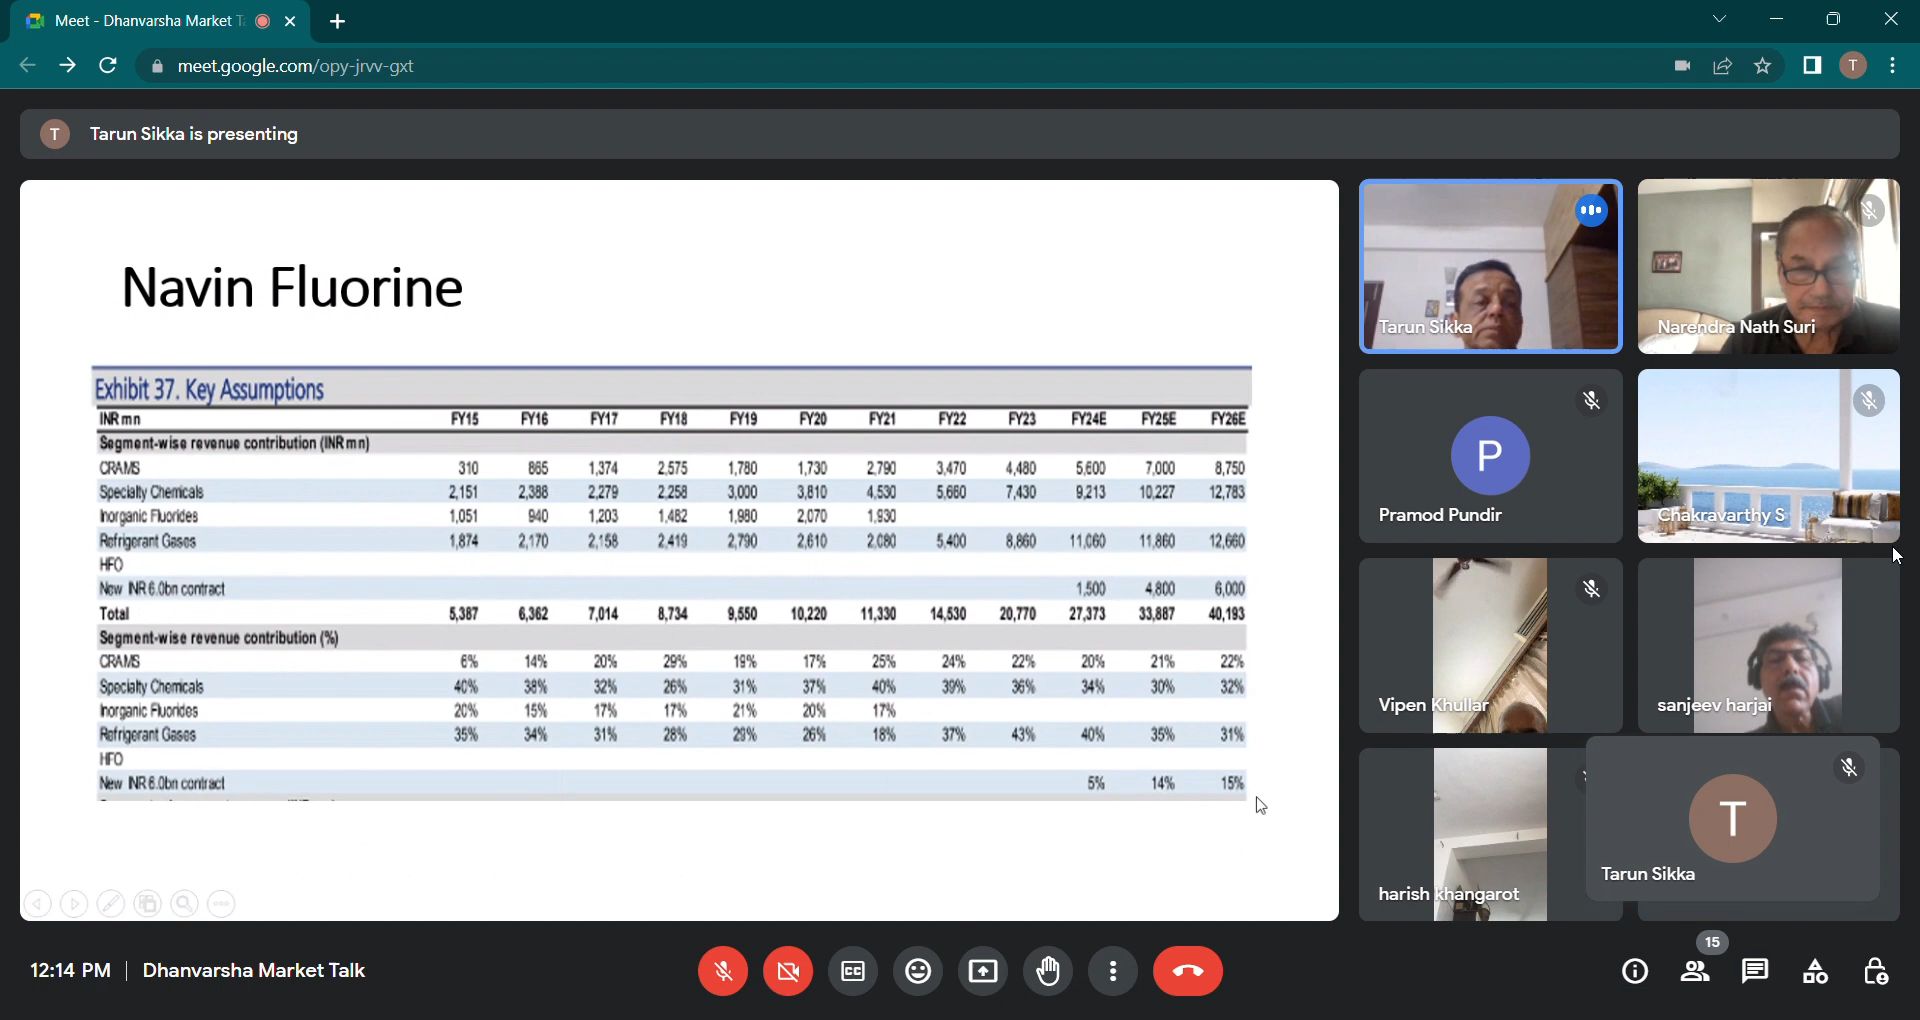 Meet - Dhanvarsha Market Ta
meet.google.com/opy-jrvv-gxt
T
T
Tarun Sikka is presenting
Navin Fluorine
Exhibit 37. Key Assumptions
INR mn FY15 FY16 FY17 FY18 FY19 FY20 FY21 FY22 FY23 FY24E FY25E FY26E
Segment-wise revenue contribution (INR mn)
CRAMS 310 865 1,374 2,575 1,780 1,730 2,790 3,470 4,480 5,600 7,000 8,750
Specialty Chemicals 2,151 2,388 2,279 2,258 3,000 3,810 4,530 5,660 7,430 9,213 10,227 12,783
Inorganic Fluorides 1,051 940 1,203 1,482 1,980 2,070 1,930
Refrigerant Gases 1,874 2,170 2,158 2,419 2,790 2,610 2,080 5,400 8,860 11,060 11,860 12,660
HFO
New INR 6.0bn contract 1,500 4,800 6,000
Total 5,387 6,362 7,014 8,734 9,550 10,220 11,330 14,530 20,770 27,373 33,887 40,193
Segment-wise revenue contribution (%)
CRAMS 6% 14% 20% 29% 19% 17% 25% 24% 22% 20% 21% 22%
Specialty Chemicals 40% 38% 32% 26% 31% 37% 40% 39% 36% 34% 30% 32%
Inorganic Fluorides 20% 15% 17% 17% 21% 20% 17%
Refrigerant Gases 35% 34% 31% 28% 29% 26% 18% 37% 43% 40% 35% 31%
HFO
New INR 6.0bn contract 5% 14% 15%
Tarun Sikka
Narendra Nath Suri
P
Pramod Pundir
Chakravarthy S
Vipen Khullar
sanjeev harjai
harish khangarot
T
Tarun Sikka
12:14 PM | Dhanvarsha Market Talk
CC
15